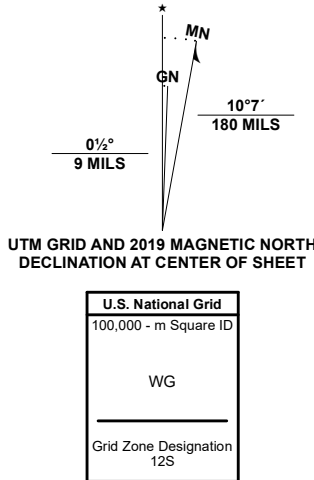 ★
MN
GN
10°7´
180 MILS
0½°
9 MILS
UTM GRID AND 2019 MAGNETIC NORTH
DECLINATION AT CENTER OF SHEET
U.S. National Grid
100,000 - m Square ID
WG
Grid Zone Designation
12S